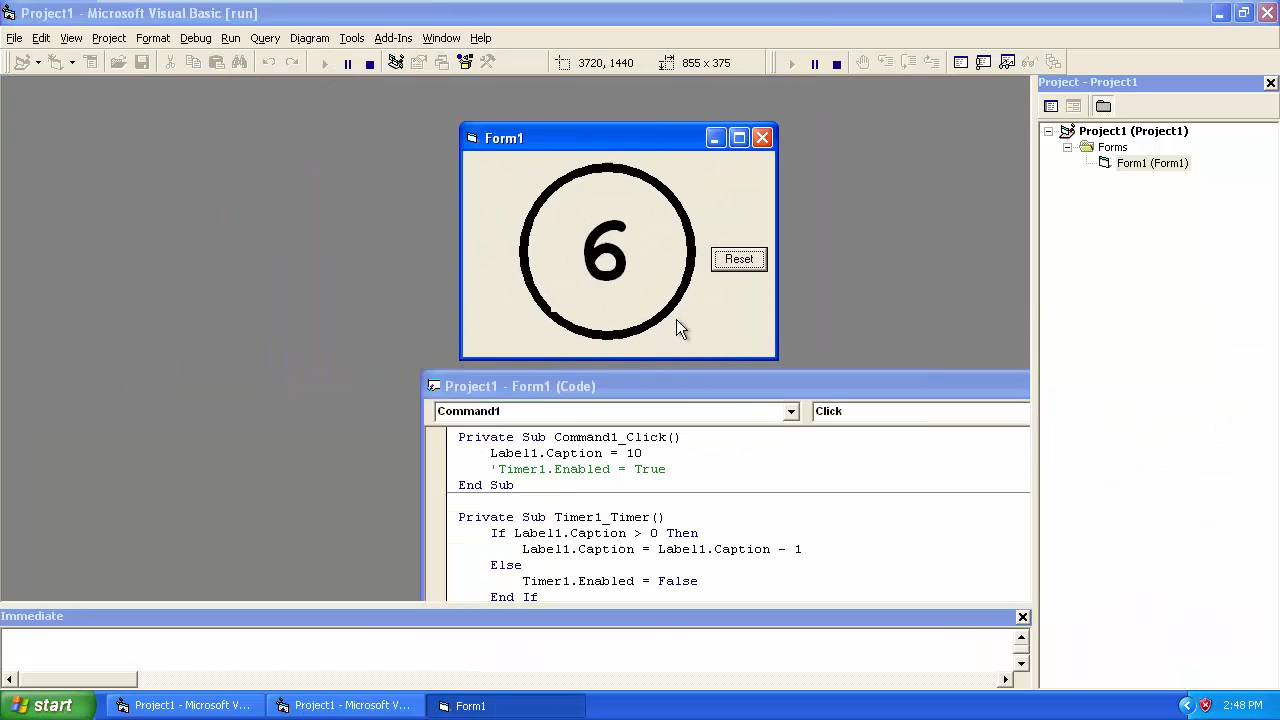 Project1 - Microsoft Visual Basic [run]
File Edit View Project Format Debug Run Query Diagram Tools Add-Ins Window Help
3720, 1440 855 x 375
Project - Project1
Project1 (Project1)
Forms
Form1 (Form1)
Form1
6
Reset
Project1 - Form1 (Code)
Command1 Click
Private Sub Command1_Click()
Label1.Caption = 10
'Timer1.Enabled = True
End Sub
Private Sub Timer1_Timer()
If Label1.Caption > 0 Then
Label1.Caption = Label1.Caption - 1
Else
Timer1.Enabled = False
End If
Immediate
start Project1 - Microsoft V... Project1 - Microsoft V... Form1 2:48 PM